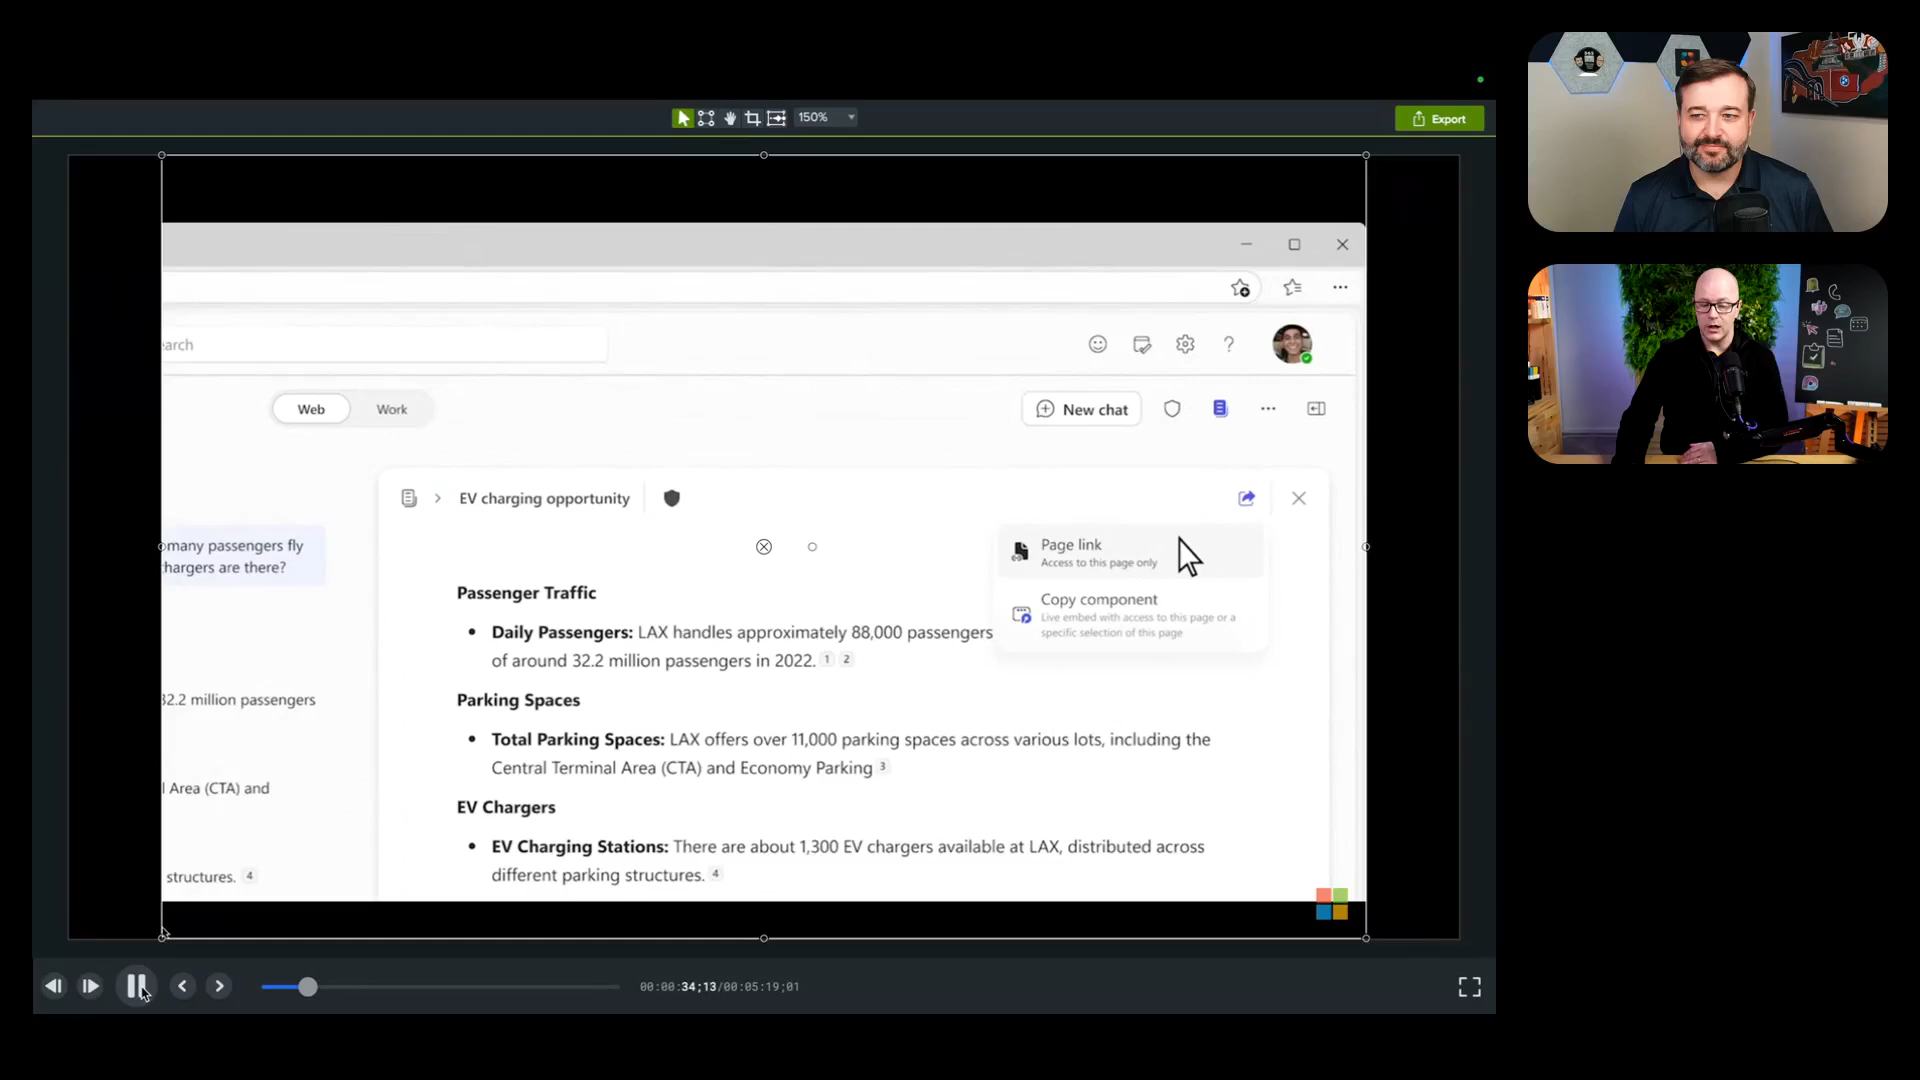 150%
Export
earch
Web
Work
New chat
EV charging opportunity
many passengers fly
hargers are there?
Page link
Access to this page only
Copy component
Live embed with access to this page or a
specific selection of this page
Passenger Traffic
Daily Passengers: LAX handles approximately 88,000 passengers
of around 32.2 million passengers in 2022. 1 2
32.2 million passengers
Parking Spaces
Total Parking Spaces: LAX offers over 11,000 parking spaces across various lots, including the
Central Terminal Area (CTA) and Economy Parking 3
l Area (CTA) and
EV Chargers
EV Charging Stations: There are about 1,300 EV chargers available at LAX, distributed across
different parking structures. 4
structures. 4
00:00:34;13/00:05:19;01